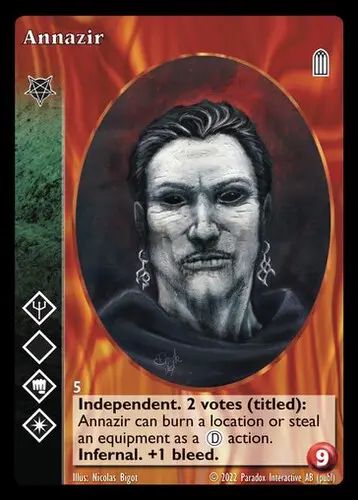 Annazir
5
Independent. 2 votes (titled):
Annazir can burn a location or steal
an equipment as a Ⓓ action.
Infernal. +1 bleed.
9
Illus: Nicolas Bigot
© 2022 Paradox Interactive AB (publ)